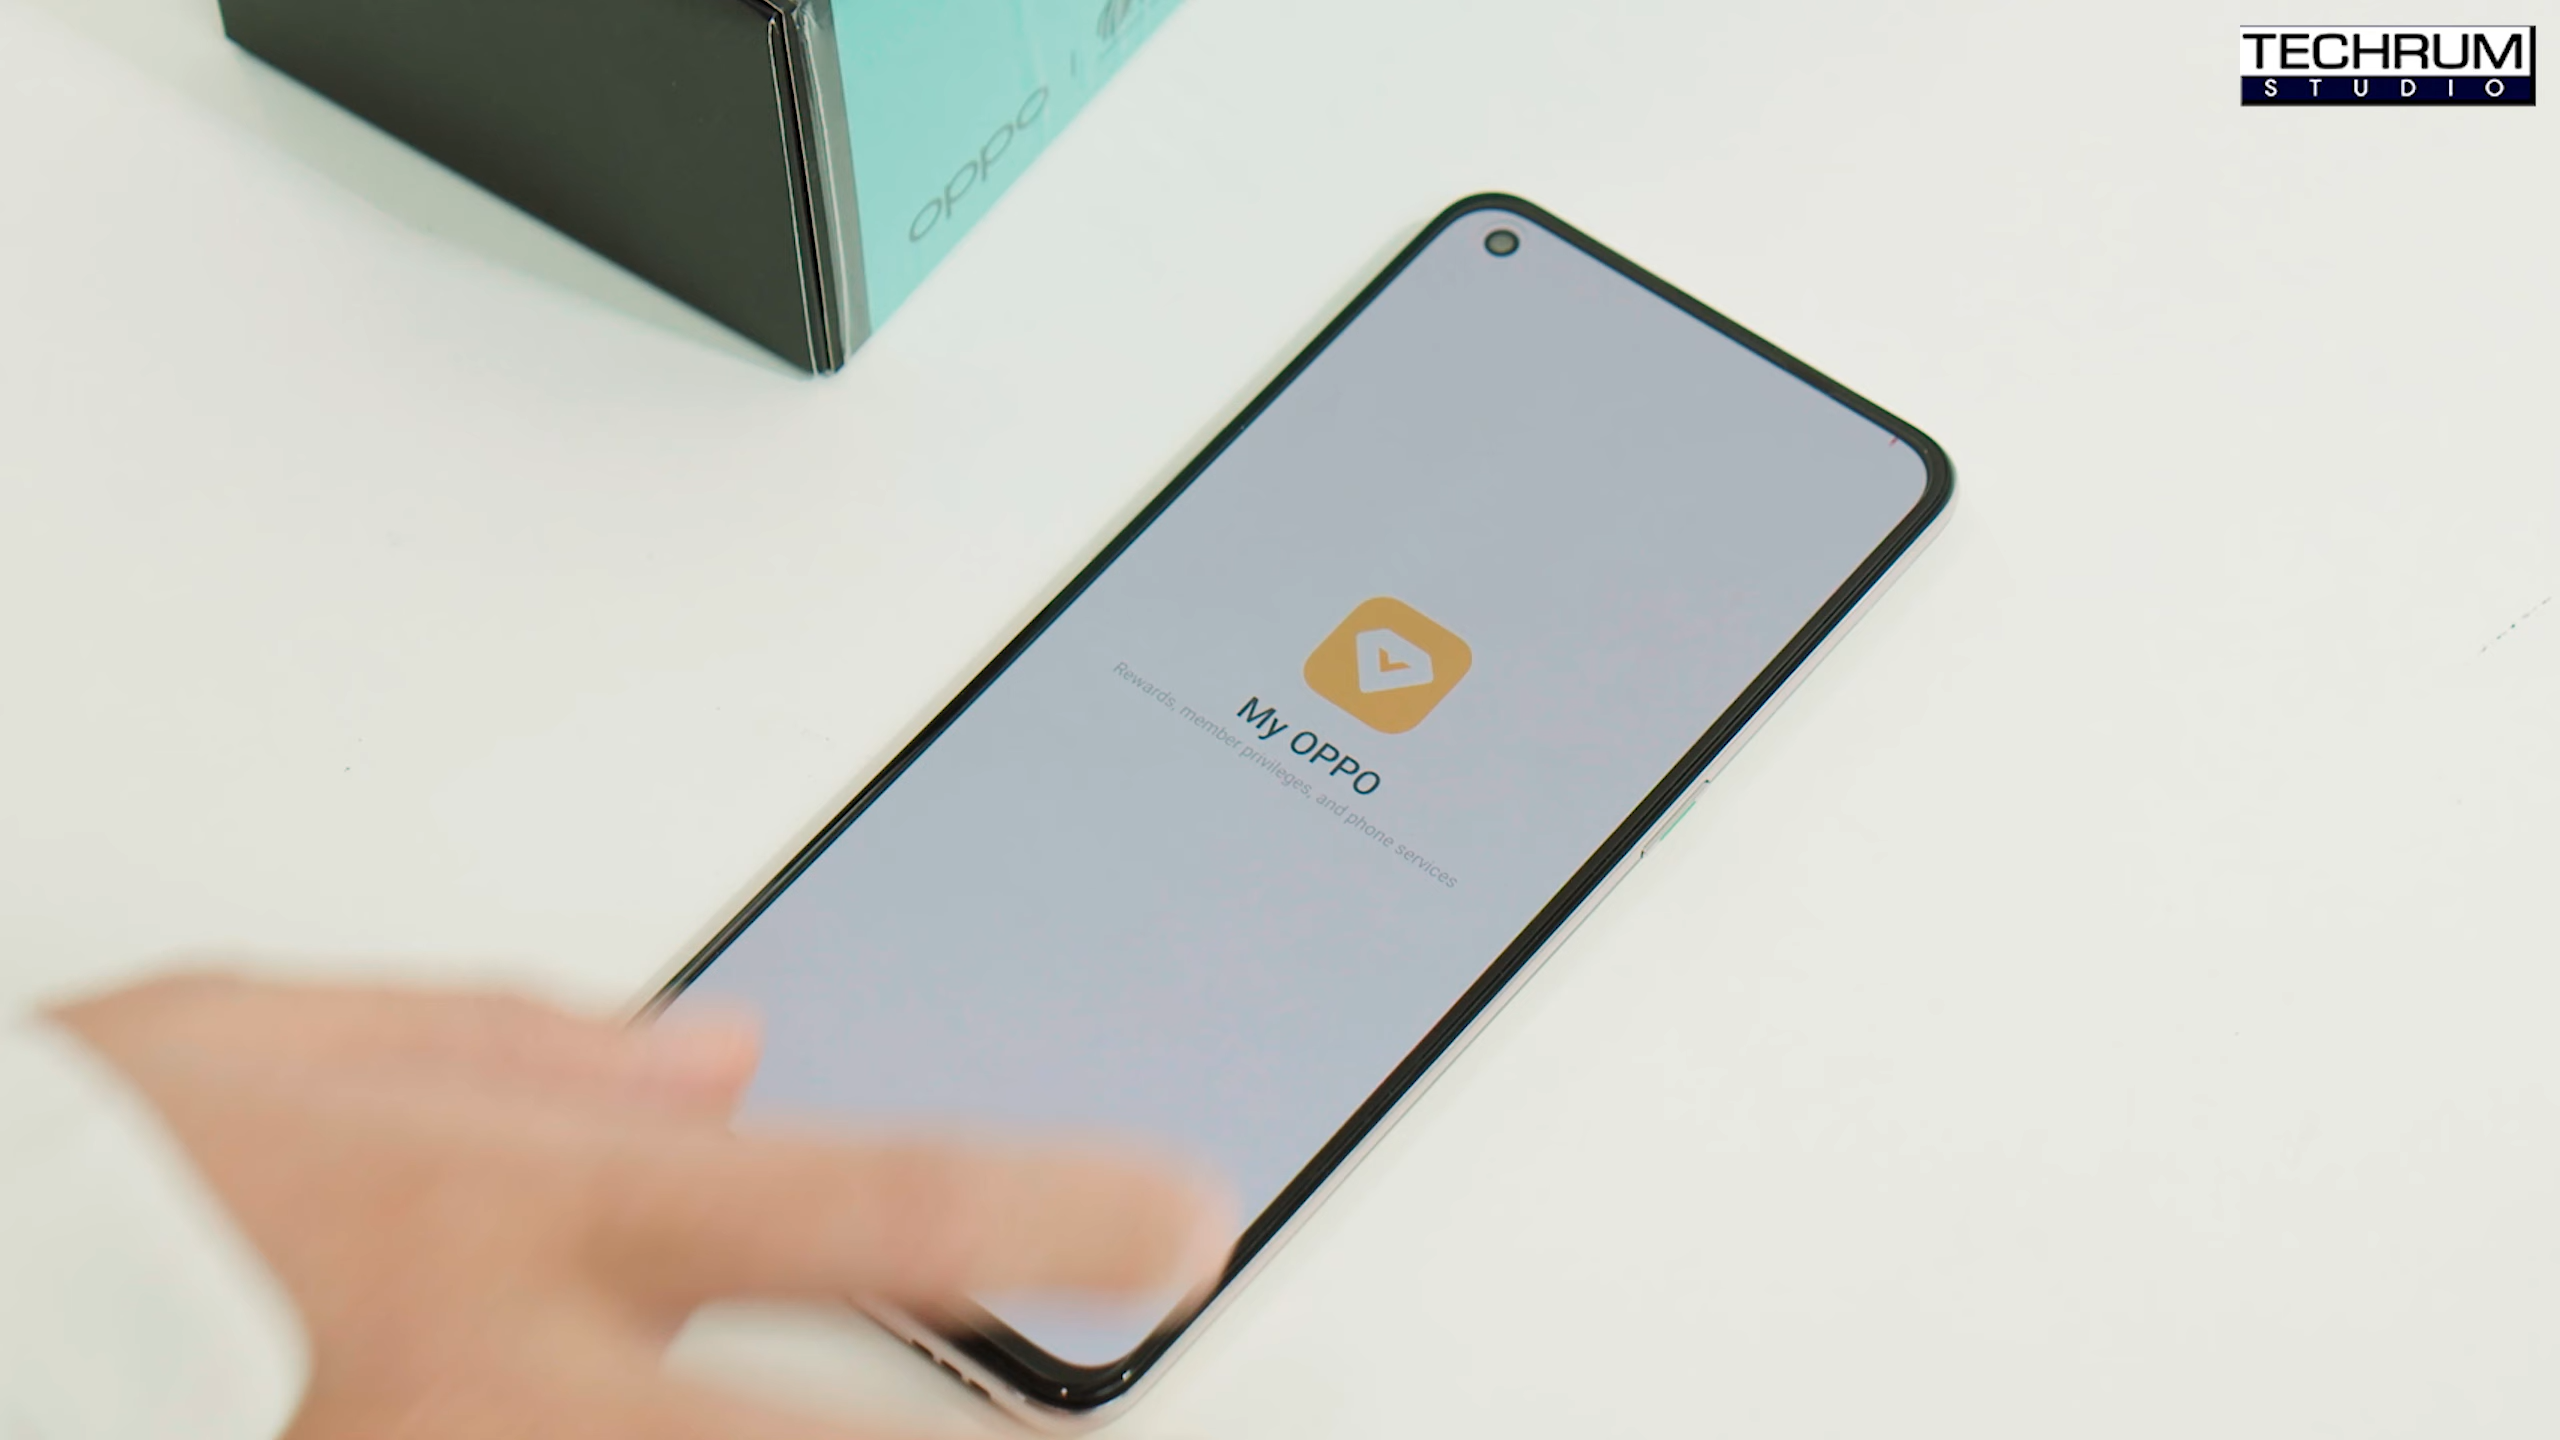 TECHRUM
STUDIO
oppo
My OPPO
Rewards, member privileges, and phone services